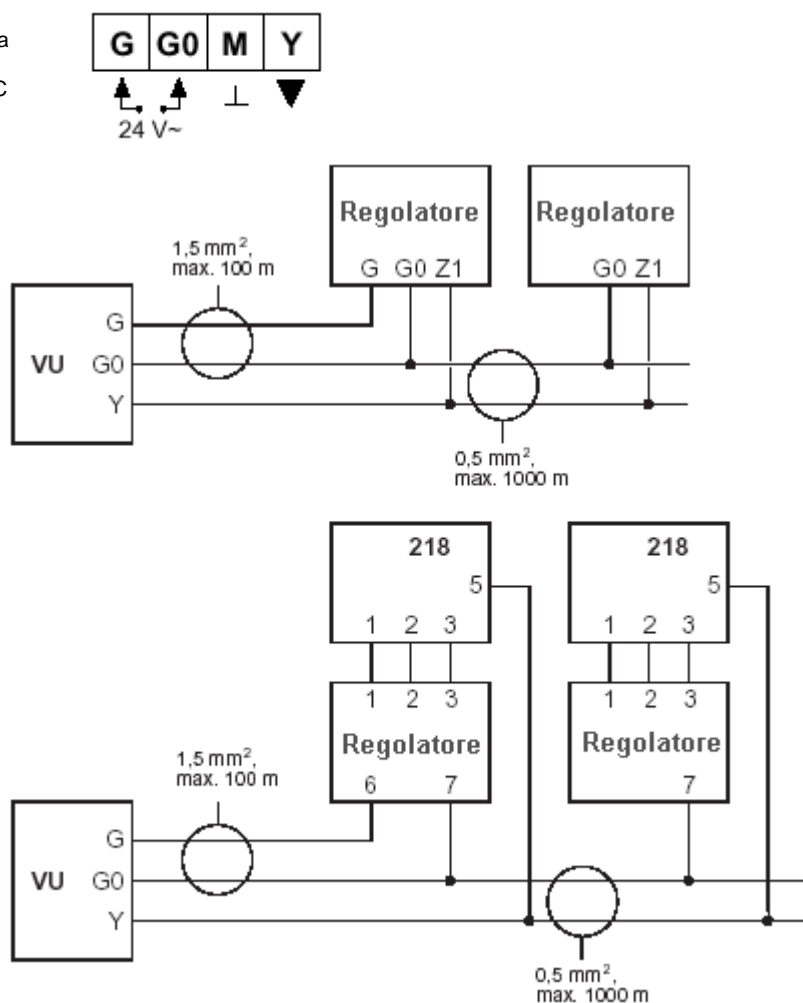 a
G G0 M Y
C
24 V~
Regolatore Regolatore
1,5 mm²,
max. 100 m
G G0 Z1 G0 Z1
G
VU G0
Y
0,5 mm²,
max. 1000 m
218 218
5 5
1 2 3 1 2 3
1 2 3 1 2 3
Regolatore Regolatore
1,5 mm²,
max. 100 m
6 7 7
G
VU G0
Y
0,5 mm²,
max. 1000 m